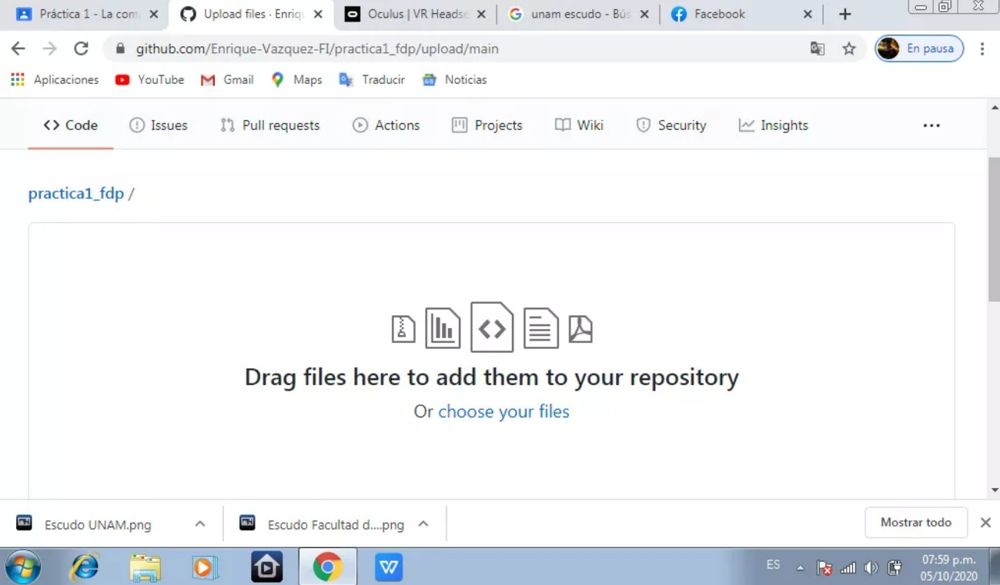 Práctica 1 - La com
Upload files · Enriqu
Oculus | VR Headse
unam escudo - Bús
Facebook
github.com/Enrique-Vazquez-FI/practica1_fdp/upload/main
En pausa
Aplicaciones YouTube Gmail Maps Traducir Noticias
<> Code Issues Pull requests Actions Projects Wiki Security Insights ...
practica1_fdp /
Drag files here to add them to your repository
Or choose your files
Escudo UNAM.png
Escudo Facultad d....png
Mostrar todo
ES
07:59 p.m.
05/10/2020